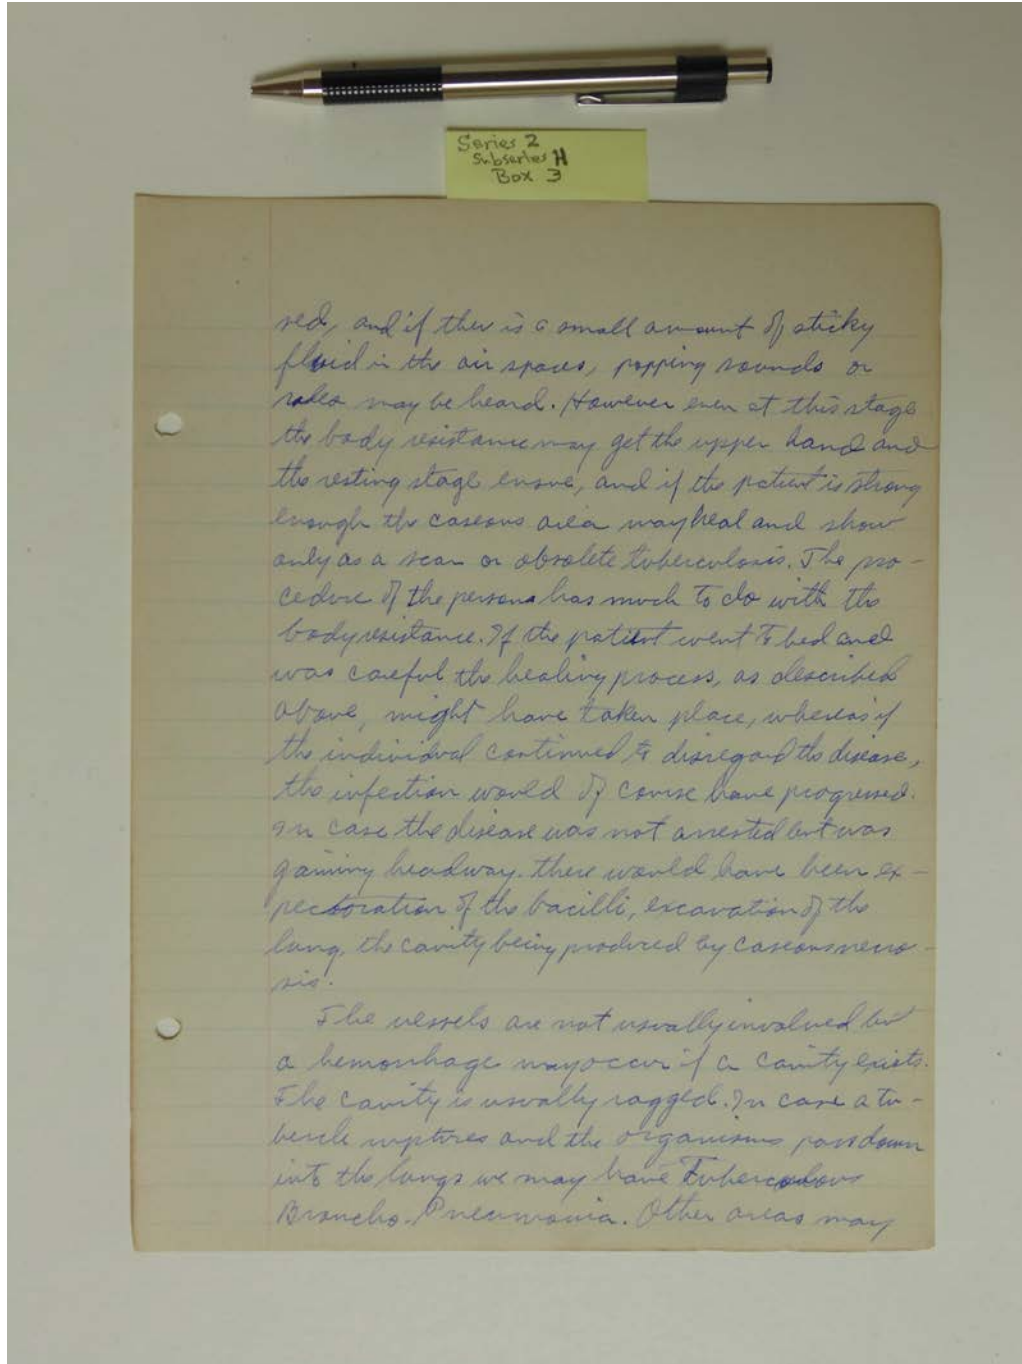 Series 2
Subseries H
Box 3
sed, and if ther is a small amount of sticky
fluid in the air spaces, popping sounds or
rales may be heard. However even at this stage
the body resistance may get the upper hand and
the resting stage ensue, and if the patient is strong
enough the caseous area may heal and show
only as a scar or obsolete tuberculosis. The pro-
cedure of the persona has much to do with the
body resistance. If the patient went to bed and
was careful the healing process, as described
above, might have taken place, whereas if
the individual continued to disregard the disease,
the infection would of course have progressed.
In case the disease was not arrested but was
gaining headway. there would have been ex-
pectoration of the bacilli, excavation of the
lung, the cavity being produced by caseous necro-
sis.
The vessels are not usually involved but
a hemorrhage may occur if a cavity exists.
The cavity is usually ragged. In case a tu-
bercle ruptures and the organisms pass down
into the lungs we may have Tuberculous
Broncho-Pneumonia. Other areas may